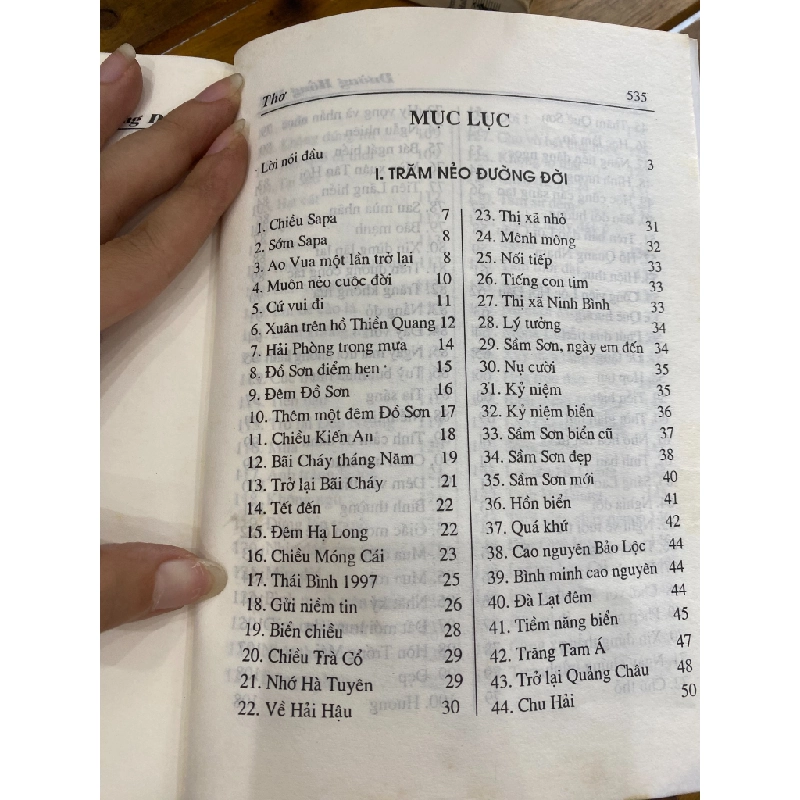 Thơ
535
MỤC LỤC
- Lời nói đầu 3
I. TRĂM NẺO ĐƯỜNG ĐỜI
1. Chiều Sapa 7
2. Sớm Sapa 8
3. Ao Vua một lần trở lại 8
4. Muôn nẻo cuộc đời 10
5. Cứ vui đi 11
6. Xuân trên hồ Thiền Quang 12
7. Hải Phòng trong mưa 14
8. Đồ Sơn điểm hẹn 15
9. Đêm Đồ Sơn 16
10. Thêm một đêm Đồ Sơn 17
11. Chiều Kiến An 18
12. Bãi Cháy tháng Năm 19
13. Trở lại Bãi Cháy 21
14. Tết đến 22
15. Đêm Hạ Long 22
16. Chiều Móng Cái 23
17. Thái Bình 1997 25
18. Gửi niềm tin 26
19. Biển chiều 28
20. Chiều Trà Cổ 29
21. Nhớ Hà Tuyên 29
22. Về Hải Hậu 30
23. Thị xã nhỏ 31
24. Mênh mông 32
25. Nối tiếp 33
26. Tiếng con tim 33
27. Thị xã Ninh Bình 33
28. Lý tưởng 34
29. Sầm Sơn, ngày em đến 34
30. Nụ cười 35
31. Kỷ niệm 35
32. Kỷ niệm biển 36
33. Sầm Sơn biển cũ 37
34. Sầm Sơn đẹp 38
35. Sầm Sơn mới 40
36. Hồn biển 41
37. Quá khứ 42
38. Cao nguyên Bảo Lộc 44
39. Bình minh cao nguyên 44
40. Đà Lạt đêm 44
41. Tiềm năng biển 45
42. Trăng Tam Á 47
43. Trở lại Quảng Châu 48
44. Chu Hải 50